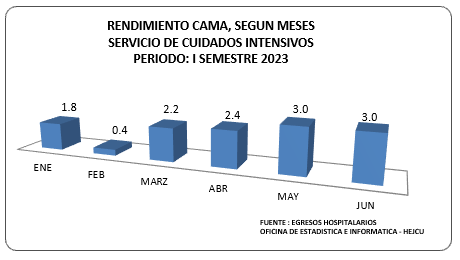 RENDIMIENTO CAMA, SEGUN MESES
SERVICIO DE CUIDADOS INTENSIVOS
PERIODO: I SEMESTRE 2023
1.8
0.4
2.2
2.4
3.0
3.0
ENE
FEB
MARZ
ABR
MAY
JUN
FUENTE : EGRESOS HOSPITALARIOS
OFICINA DE ESTADISTICA E INFORMATICA - HEJCU